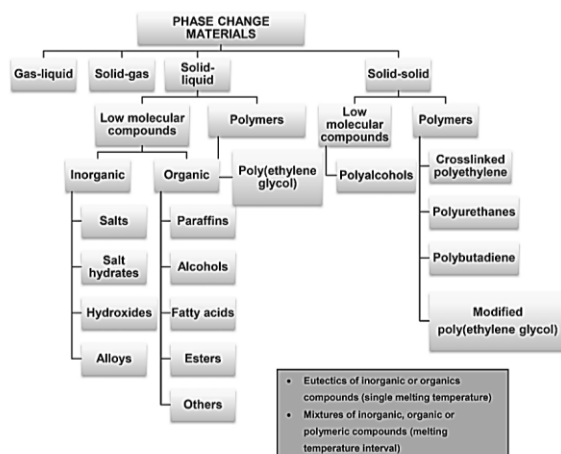 PHASE CHANGE
MATERIALS
Gas-liquid
Solid-gas
Solid-
liquid
Solid-solid
Low molecular
compounds
Polymers
Low
molecular
compounds
Polymers
Inorganic
Organic
Poly(ethylene
glycol)
Polyalcohols
Crosslinked
polyethylene
Salts
Paraffins
Polyurethanes
Salt
hydrates
Alcohols
Polybutadiene
Hydroxides
Fatty acids
Modified
poly(ethylene glycol)
Alloys
Esters
Others
• Eutectics of inorganic or organics
compounds (single melting temperature)
• Mixtures of inorganic, organic or
polymeric compounds (melting
temperature interval)